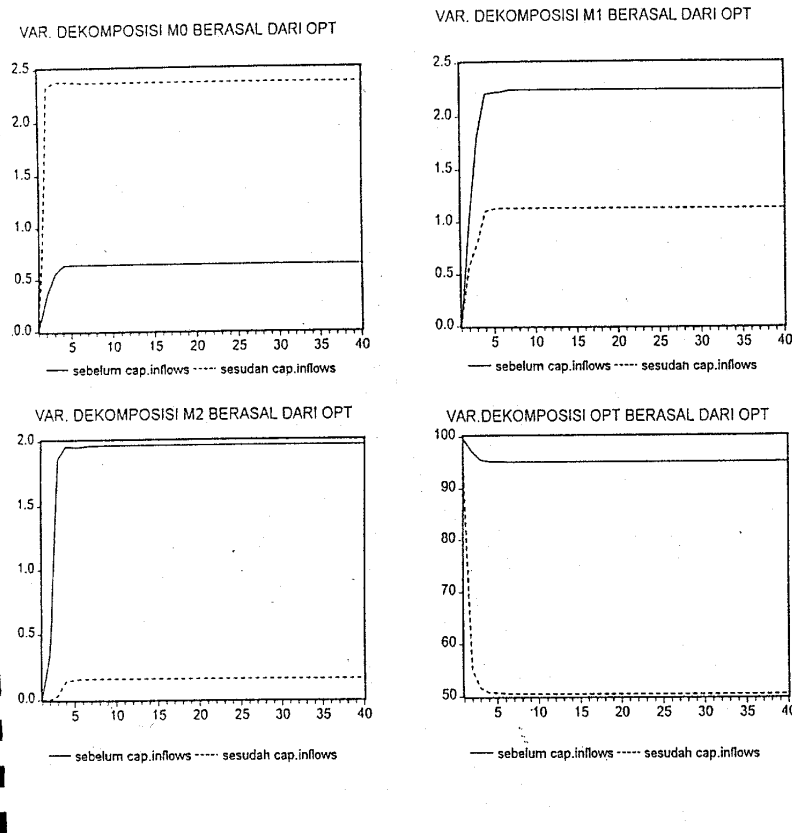 VAR. DEKOMPOSISI M0 BERASAL DARI OPT
2.5
2.0
1.5
1.0
0.5
0.0
5 10 15 20 25 30 35 40
sebelum cap.inflows sesudah cap.inflows
VAR. DEKOMPOSISI M1 BERASAL DARI OPT
2.5
2.0
1.5
1.0
0.5
0.0
5 10 15 20 25 30 35 40
sebelum cap.inflows sesudah cap.inflows
VAR. DEKOMPOSISI M2 BERASAL DARI OPT
2.0
1.5
1.0
0.5
0.0
5 10 15 20 25 30 35 40
sebelum cap.inflows sesudah cap.inflows
VAR.DEKOMPOSISI OPT BERASAL DARI OPT
100
90
80
70
60
50
5 10 15 20 25 30 35 40
sebelum cap.inflows sesudah cap.inflows